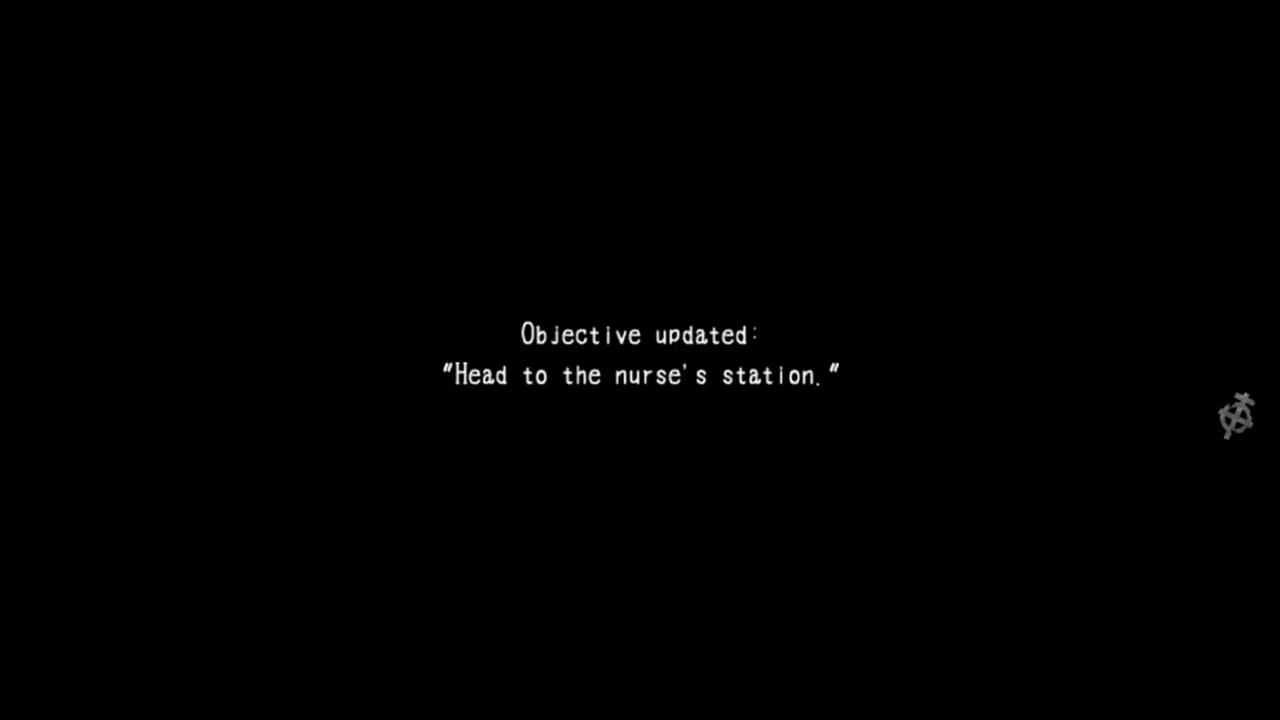 Objective updated:
"Head to the nurse's station."